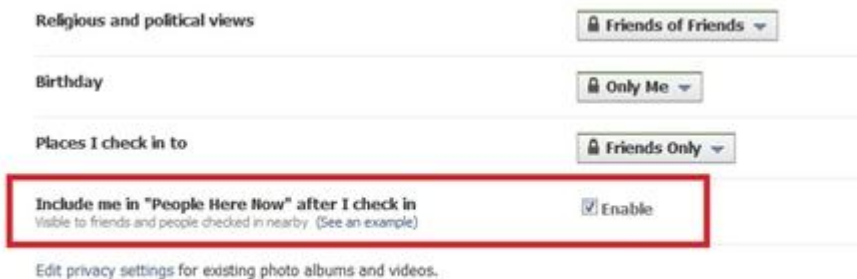 Religious and political views
Friends of Friends
Birthday
Only Me
Places I check in to
Friends Only
Include me in "People Here Now" after I check in
Enable
Visible to friends and people checked in nearby (See an example)
Edit privacy settings for existing photo albums and videos.